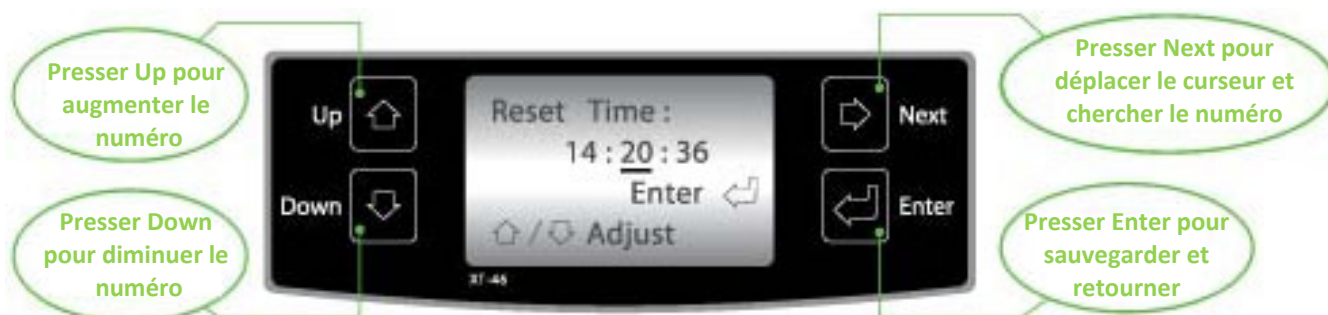 Presser Up pour
augmenter le
numéro
Presser Down
pour diminuer le
numéro
Up
Down
Reset Time :
14 : 20 : 36
Enter
/ Adjust
XT-46
Next
Enter
Presser Next pour
déplacer le curseur et
chercher le numéro
Presser Enter pour
sauvegarder et
retourner